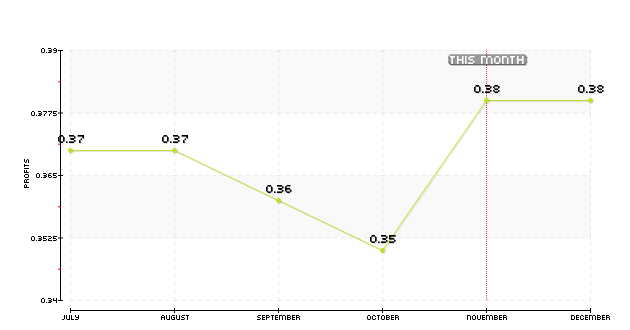 0.39
THIS MONTH
0.38
0.38
0.3775
0.37
0.37
0.365
PROFITS
0.36
0.35
0.3525
0.34
JULY
AUGUST
SEPTEMBER
OCTOBER
NOVEMBER
DECEMBER